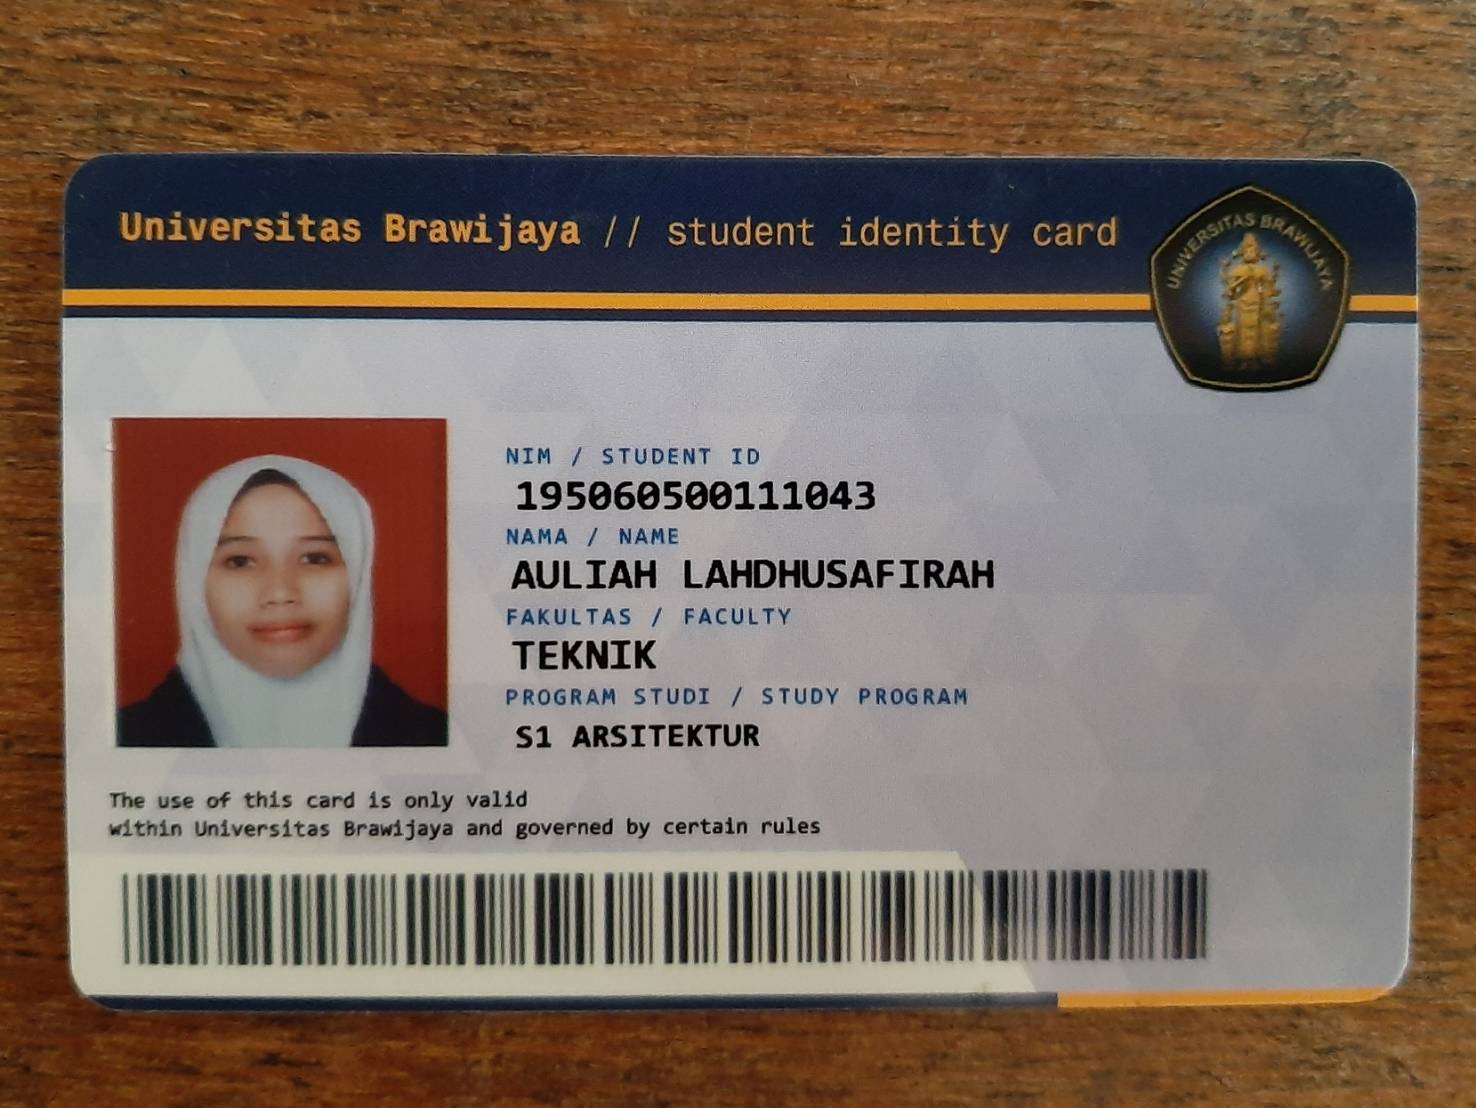 Universitas Brawijaya // student identity card
UNIVERSITAS BRAWIJAYA
NIM / STUDENT ID
195060500111043
NAMA / NAME
AULIAH LAHDHUSAFIRAH
FAKULTAS / FACULTY
TEKNIK
PROGRAM STUDI / STUDY PROGRAM
S1 ARSITEKTUR
The use of this card is only valid
within Universitas Brawijaya and governed by certain rules